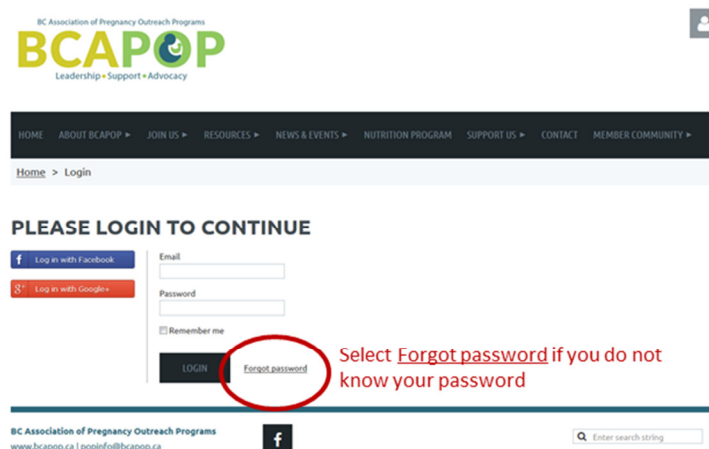 BC Association of Pregnancy Outreach Programs
BCAPOP
Leadership • Support • Advocacy
HOME ABOUT BCAPOP ► JOIN US ► RESOURCES ► NEWS & EVENTS ► NUTRITION PROGRAM SUPPORT US ► CONTACT MEMBER COMMUNITY ►
Home > Login
PLEASE LOGIN TO CONTINUE
f Log in with Facebook
Email
g+ Log in with Google+
Password
Remember me
LOGIN Forgot password
Select Forgot password if you do not
know your password
BC Association of Pregnancy Outreach Programs
f
Enter search string
www.bcapop.ca | popinfo@bcapop.ca